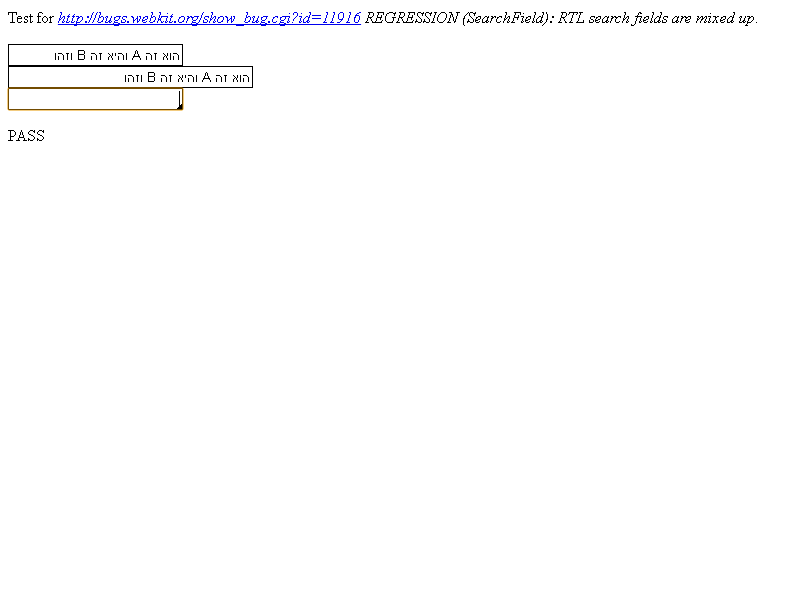 Test for http://bugs.webkit.org/show_bug.cgi?id=11916 REGRESSION (SearchField): RTL search fields are mixed up.
הוא זה A והיא זה B וזהו
הוא זה A והיא זה B וזהו
PASS